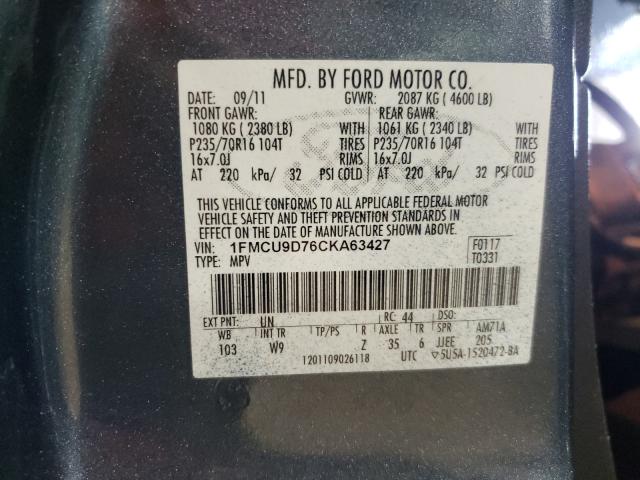 MFD. BY FORD MOTOR CO.
DATE: 09/11 GVWR: 2087 KG ( 4600 LB)
FRONT GAWR: REAR GAWR:
1080 KG ( 2380 LB) WITH 1061 KG ( 2340 LB) WITH
P235/70R16 104T TIRES P235/70R16 104T TIRES
16x7.0J RIMS 16x7.0J RIMS
AT 220 kPa/ 32 PSI COLD AT 220 kPa/ 32 PSI COLD
THIS VEHICLE CONFORMS TO ALL APPLICABLE FEDERAL MOTOR
VEHICLE SAFETY AND THEFT PREVENTION STANDARDS IN
EFFECT ON THE DATE OF MANUFACTURE SHOWN ABOVE.
VIN: 1FMCU9D76CKA63427 F0117
TYPE: MPV T0331
EXT PNT: UN RC: 44 DSO:
WB INT TR TP/PS R AXLE TR SPR AM71A
103 W9 Z 35 6 JJEE 205
1201109026118 UTC ▽5USA-1520472-BA